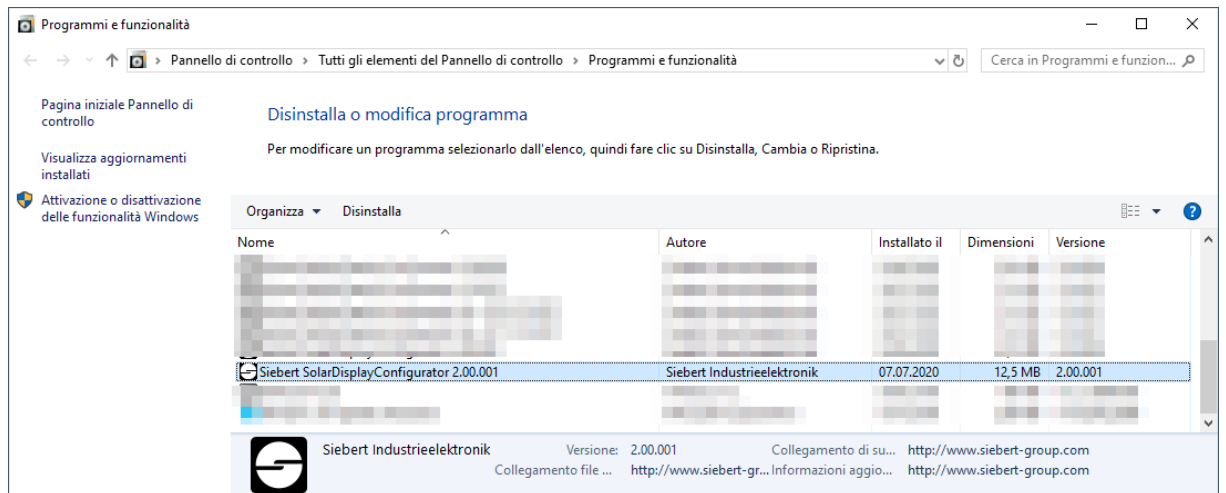 Programmi e funzionalità
Pannello di controllo > Tutti gli elementi del Pannello di controllo > Programmi e funzionalità
Cerca in Programmi e funzion...
Pagina iniziale Pannello di
controllo
Visualizza aggiornamenti
installati
Attivazione o disattivazione
delle funzionalità Windows
Disinstalla o modifica programma
Per modificare un programma selezionarlo dall'elenco, quindi fare clic su Disinstalla, Cambia o Ripristina.
Organizza Disinstalla
Nome Autore Installato il Dimensioni Versione
Siebert SolarDisplayConfigurator 2.00.001 Siebert Industrieelektronik 07.07.2020 12,5 MB 2.00.001
Siebert Industrieelektronik Versione: 2.00.001 Collegamento di su... http://www.siebert-group.com
Collegamento file ... http://www.siebert-gr... Informazioni aggio... http://www.siebert-group.com